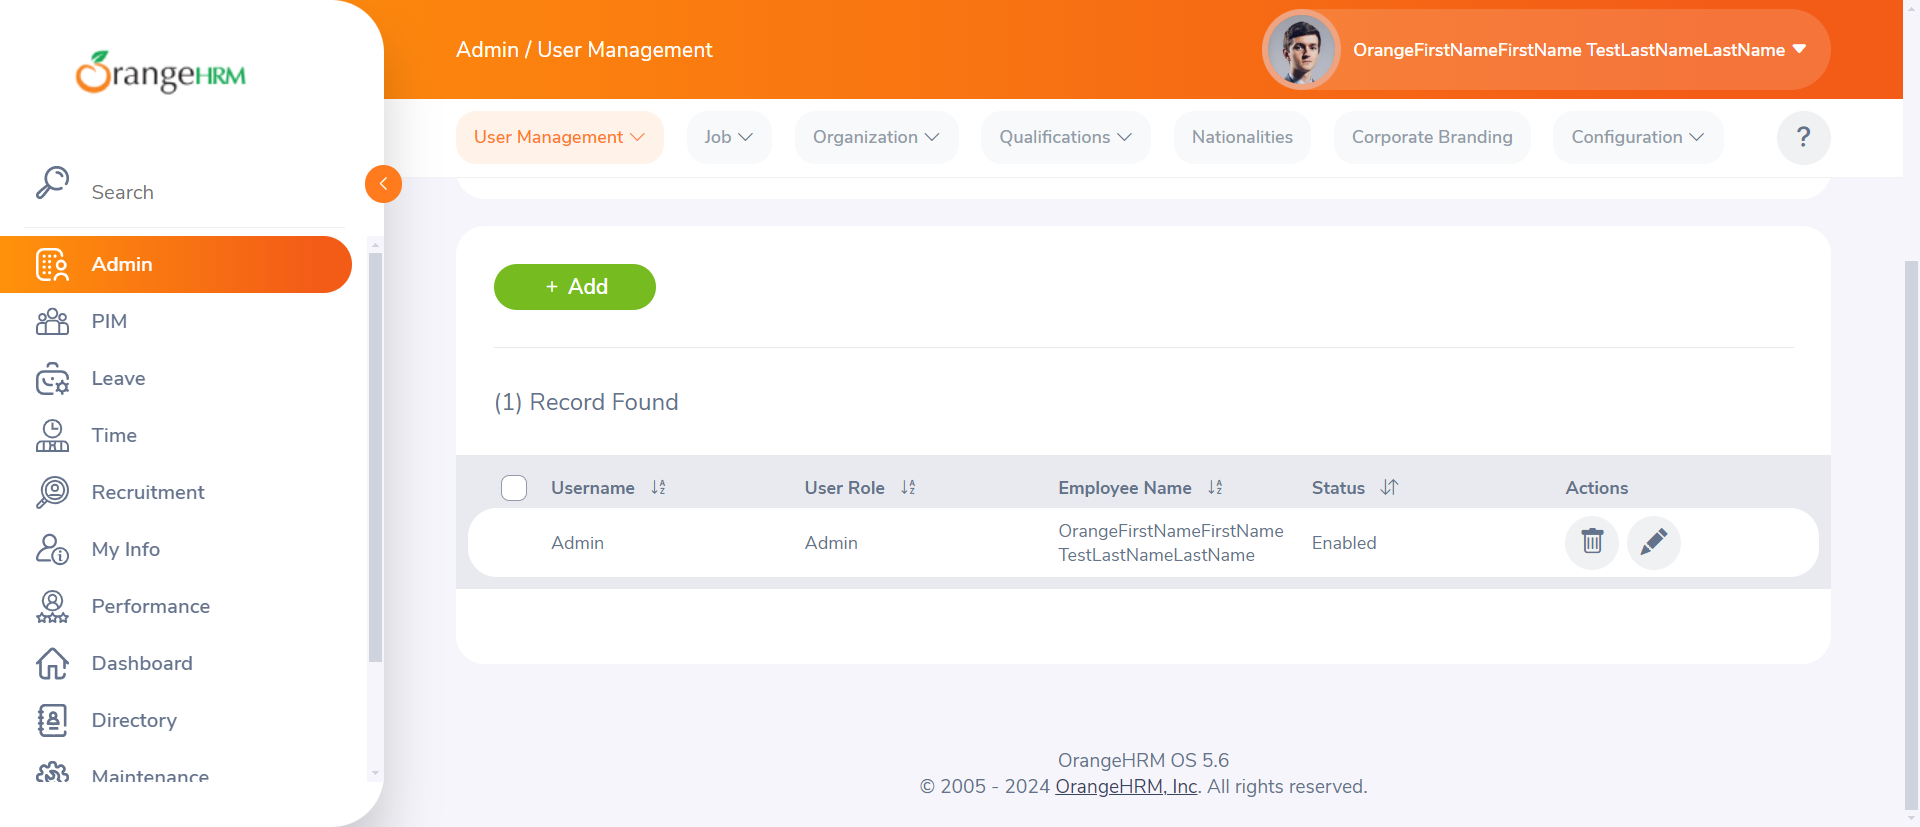 OrangeHRM
Search
Admin
PIM
Leave
Time
Recruitment
My Info
Performance
Dashboard
Directory
Maintenance
Admin / User Management
OrangeFirstNameFirstName TestLastNameLastName
User Management
Job
Organization
Qualifications
Nationalities
Corporate Branding
Configuration
?
+ Add
(1) Record Found
Username
User Role
Employee Name
Status
Actions
Admin
Admin
OrangeFirstNameFirstName
TestLastNameLastName
Enabled
OrangeHRM OS 5.6
© 2005 - 2024 OrangeHRM, Inc. All rights reserved.